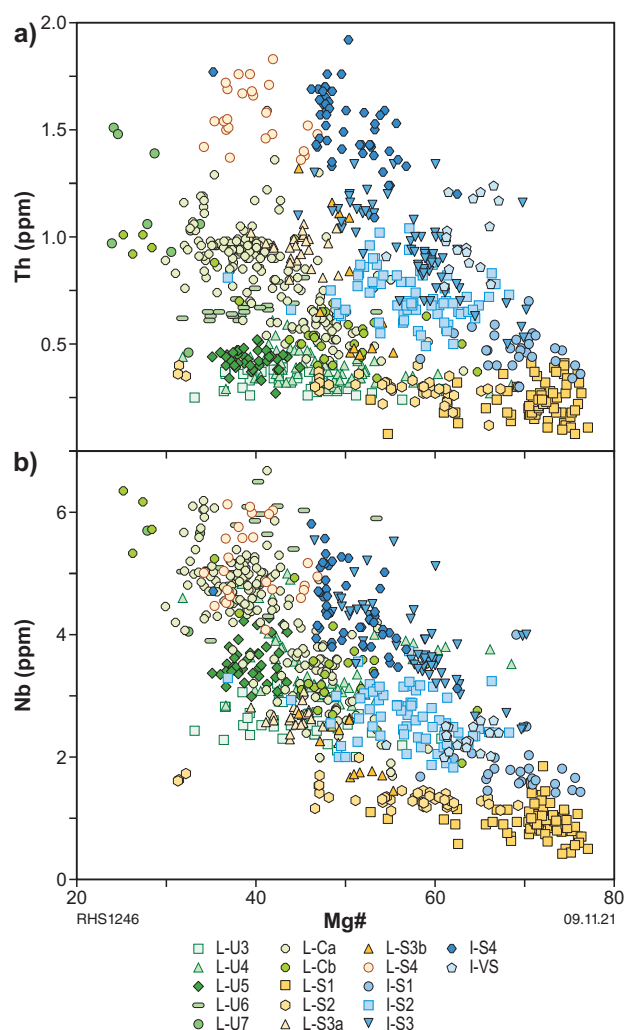 a)
2.0
1.5
1.0
0.5
Th (ppm)
b)
6
4
2
0
Nb (ppm)
20 40 60 80
RHS1246 Mg# 09.11.21
L-U3 L-Ca L-S3b I-S4
L-U4 L-Cb L-S4 I-VS
L-U5 L-S1 I-S1
L-U6 L-S2 I-S2
L-U7 L-S3a I-S3